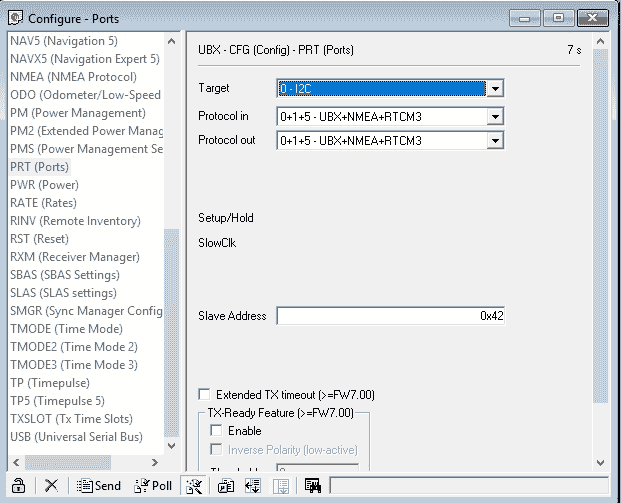 Configure - Ports
NAV5 (Navigation 5)
NAVX5 (Navigation Expert 5)
NMEA (NMEA Protocol)
ODO (Odometer/Low-Speed
PM (Power Management)
PM2 (Extended Power Manag
PMS (Power Management Se
PRT (Ports)
PWR (Power)
RATE (Rates)
RINV (Remote Inventory)
RST (Reset)
RXM (Receiver Manager)
SBAS (SBAS Settings)
SLAS (SLAS settings)
SMGR (Sync Manager Config
TMODE (Time Mode)
TMODE2 (Time Mode 2)
TMODE3 (Time Mode 3)
TP (Timepulse)
TP5 (Timepulse 5)
TXSLOT (Tx Time Slots)
USB (Universal Serial Bus)
UBX - CFG (Config) - PRT (Ports) 7 s
Target 0 - I2C
Protocol in 0+1+5 - UBX+NMEA+RTCM3
Protocol out 0+1+5 - UBX+NMEA+RTCM3
Setup/Hold
SlowClk
Slave Address 0x42
Extended TX timeout (>=FW7.00)
TX-Ready Feature (>=FW7.00)
Enable
Inverse Polarity (low-active)
Send Poll